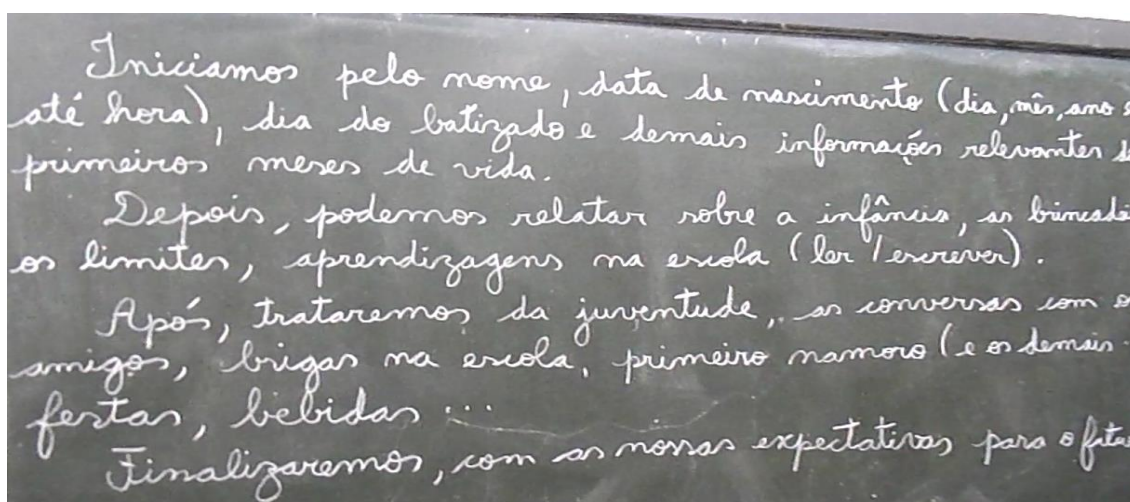 Iniciamos pelo nome, data de nascimento (dia, mês, ano e
até hora), dia do batizado e demais informações relevantes
primeiros meses de vida.
Depois, podemos relatar sobre a infância, as
os limites, aprendizagens na escola (ler / escrever).
Após, trataremos da juventude, as conversas com
amigos, brigas na escola, primeiro namoro (e os demais
festas, bebidas ...
Finalizaremos, com as nossas expectativas para o